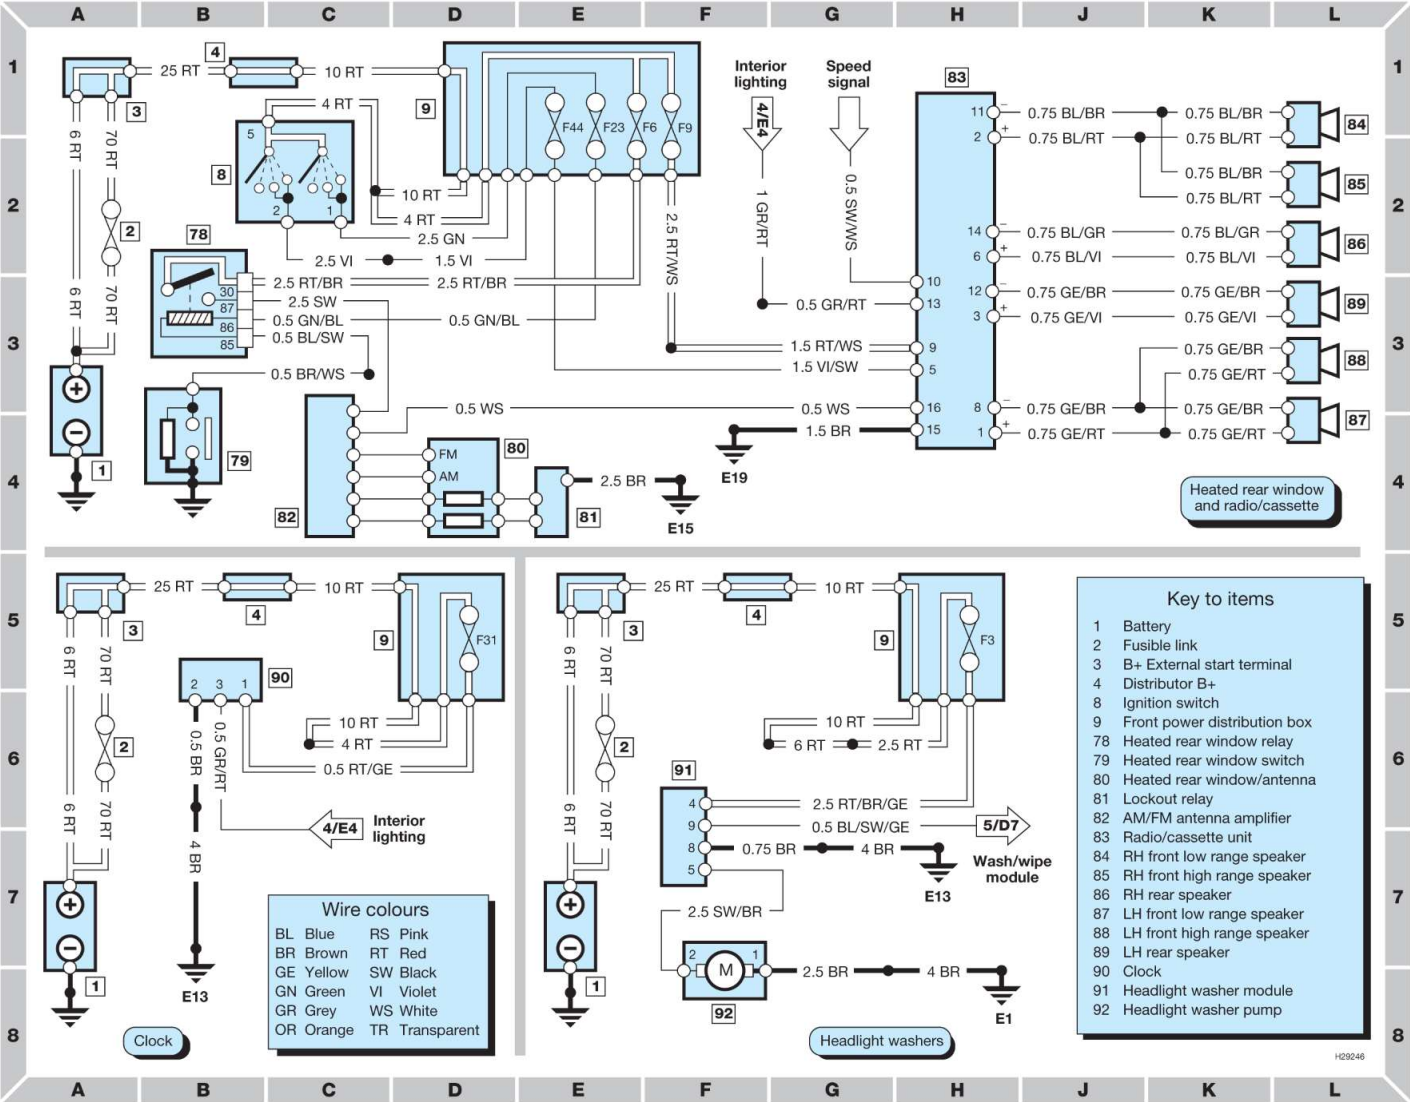 A B C D E F G H J K L
1
4
25 RT
10 RT
3
4 RT
9
F44
F23
F6
F9
Interior
lighting
4/E4
Speed
signal
83
11
−
0.75 BL/BR
0.75 BL/BR
84
2
+
0.75 BL/RT
0.75 BL/RT
6 RT
70 RT
5
8
2
1
2
10 RT
4 RT
2.5 GN
2.5 VI
1.5 VI
1 GR/RT
0.5 SW/WS
2.5 RT/WS
0.75 BL/BR
0.75 BL/RT
85
2
14
−
0.75 BL/GR
0.75 BL/GR
86
6
+
0.75 BL/VI
0.75 BL/VI
78
30
87
86
85
2.5 RT/BR
2.5 RT/BR
2.5 SW
0.5 GN/BL
0.5 GN/BL
0.5 BL/SW
6 RT
70 RT
10
13
0.5 GR/RT
12
−
0.75 GE/BR
0.75 GE/BR
89
3
+
0.75 GE/VI
0.75 GE/VI
3
1.5 RT/WS
9
1.5 VI/SW
5
0.75 GE/BR
0.75 GE/RT
88
0.5 BR/WS
+
−
1
0.5 WS
0.5 WS
16
8
−
0.75 GE/BR
0.75 GE/BR
87
1.5 BR
15
1
+
0.75 GE/RT
0.75 GE/RT
E19
79
FM
AM
80
82
81
2.5 BR
E15
4
Heated rear window
and radio/cassette
25 RT
4
10 RT
3
9
F31
5
6 RT
70 RT
90
2 3 1
2
10 RT
4 RT
0.5 RT/GE
0.5 BR
0.5 GR/RT
6
6 RT
70 RT
4/E4
Interior
lighting
4 BR
7
+
−
1
E13
8
Clock
Wire colours
BL Blue RS Pink
BR Brown RT Red
GE Yellow SW Black
GN Green VI Violet
GR Grey WS White
OR Orange TR Transparent
25 RT
4
10 RT
3
9
F3
6 RT
70 RT
2
10 RT
6 RT
2.5 RT
91
4
2.5 RT/BR/GE
9
0.5 BL/SW/GE
5/D7
Wash/wipe
module
8
0.75 BR
4 BR
E13
5
6 RT
70 RT
2.5 SW/BR
+
−
1
2
M
1
92
2.5 BR
4 BR
E1
Headlight washers
Key to items
1 Battery
2 Fusible link
3 B+ External start terminal
4 Distributor B+
8 Ignition switch
9 Front power distribution box
78 Heated rear window relay
79 Heated rear window switch
80 Heated rear window/antenna
81 Lockout relay
82 AM/FM antenna amplifier
83 Radio/cassette unit
84 RH front low range speaker
85 RH front high range speaker
86 RH rear speaker
87 LH front low range speaker
88 LH front high range speaker
89 LH rear speaker
90 Clock
91 Headlight washer module
92 Headlight washer pump
H29246
1
2
3
4
5
6
7
8
A B C D E F G H J K L